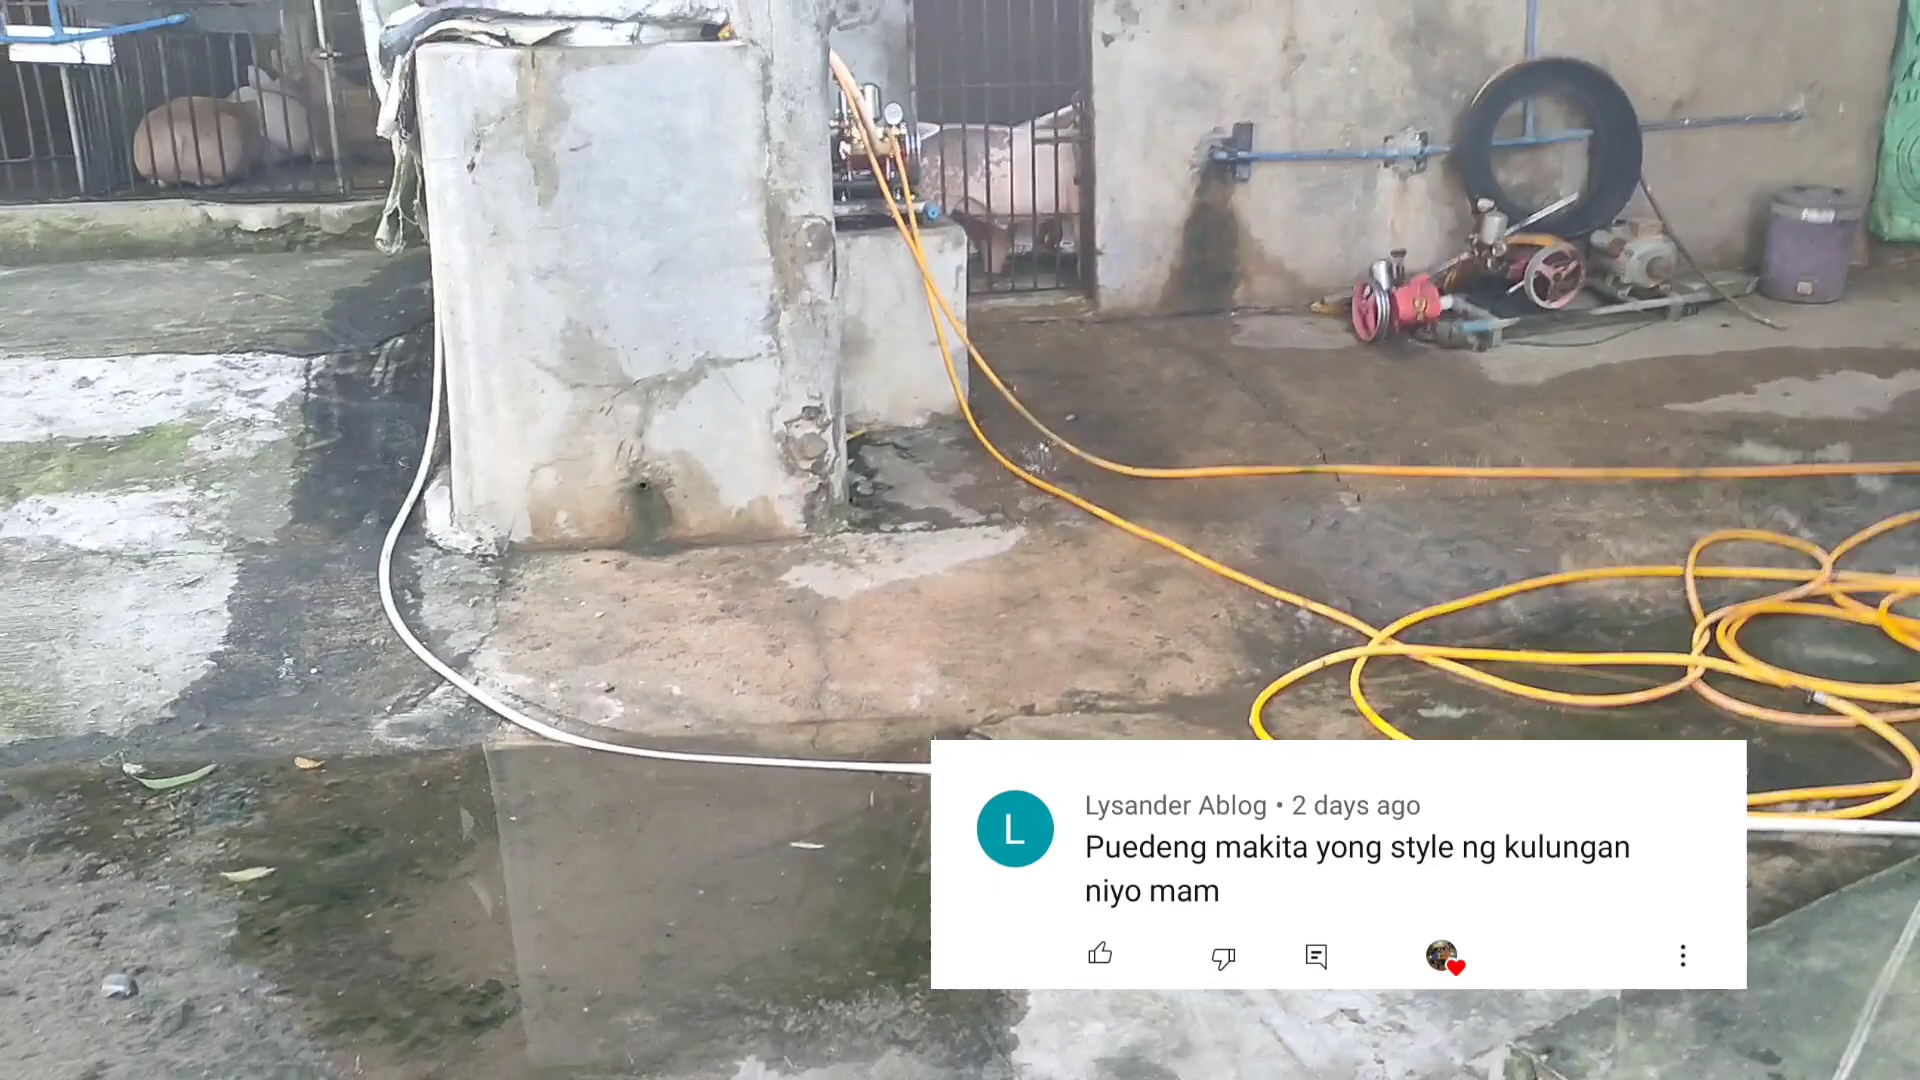 L
Lysander Ablog • 2 days ago
Puedeng makita yong style ng kulungan
niyo mam